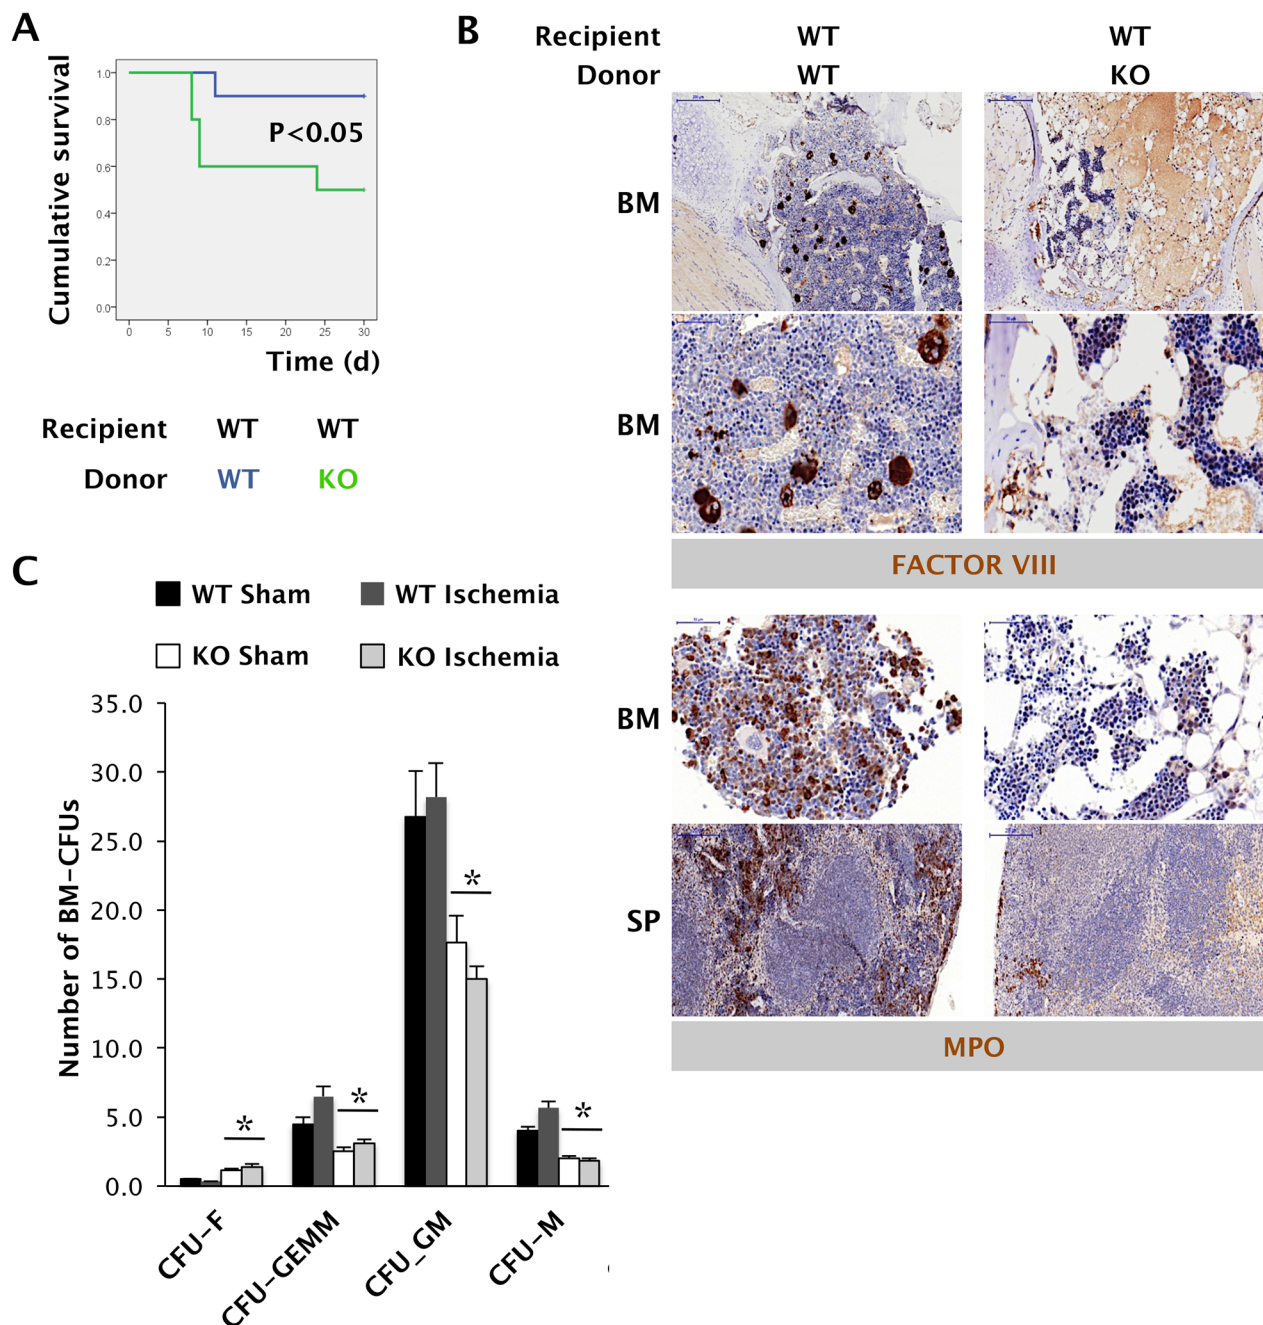 A
Cumulative survival
1.0
0.8
0.6
0.4
0.2
0.0
P<0.05
0 5 10 15 20 25 30
Time (d)
Recipient WT WT
Donor WT KO
B
Recipient WT WT
Donor WT KO
BM
BM
FACTOR VIII
BM
SP
MPO
C
WT Sham WT Ischemia
KO Sham KO Ischemia
Number of BM-CFUs
35.0
30.0
25.0
20.0
15.0
10.0
5.0
0.0
*
*
*
*
CFU-F
CFU-GEMM
CFU_GM
CFU-M